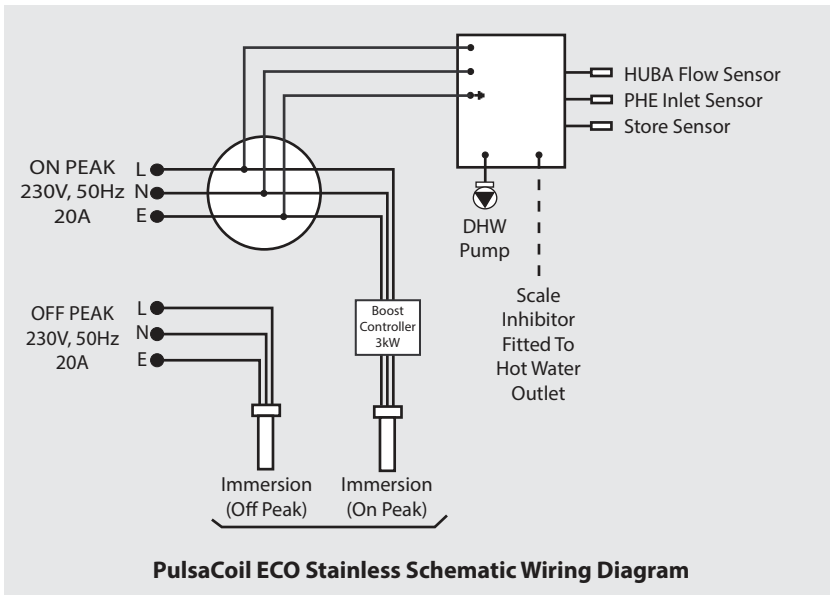 HUBA Flow Sensor
PHE Inlet Sensor
Store Sensor
ON PEAK L
230V, 50Hz N
20A E
DHW
Pump
OFF PEAK L
230V, 50Hz N
20A E
Boost
Controller
3kW
Scale
Inhibitor
Fitted To
Hot Water
Outlet
Immersion
(Off Peak)
Immersion
(On Peak)
PulsaCoil ECO Stainless Schematic Wiring Diagram